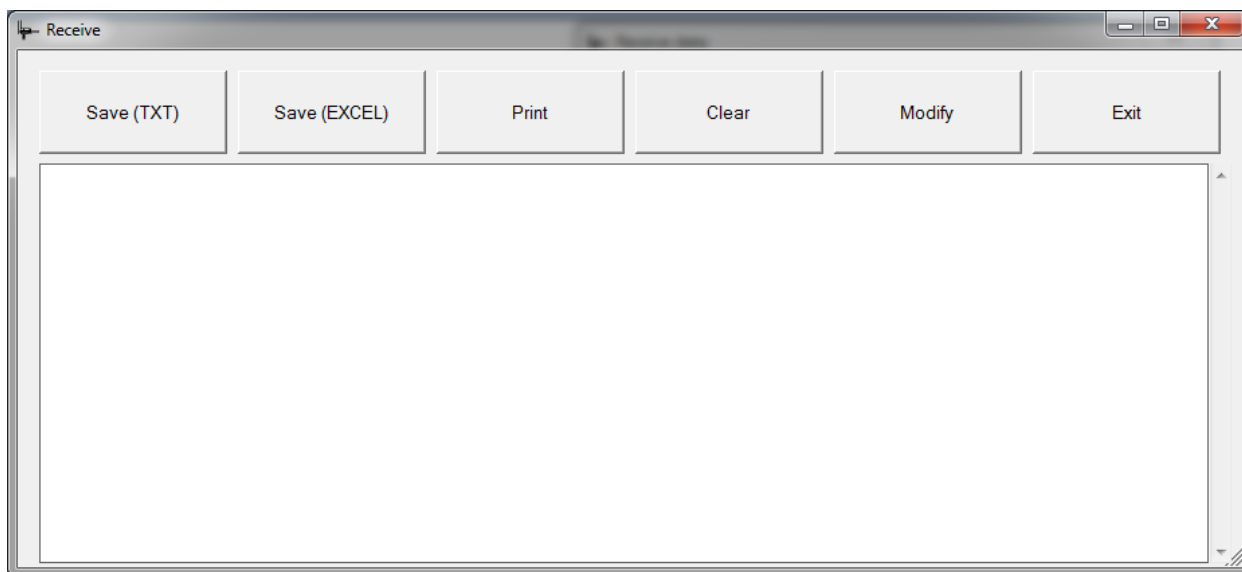 Receive
Save (TXT)
Save (EXCEL)
Print
Clear
Modify
Exit